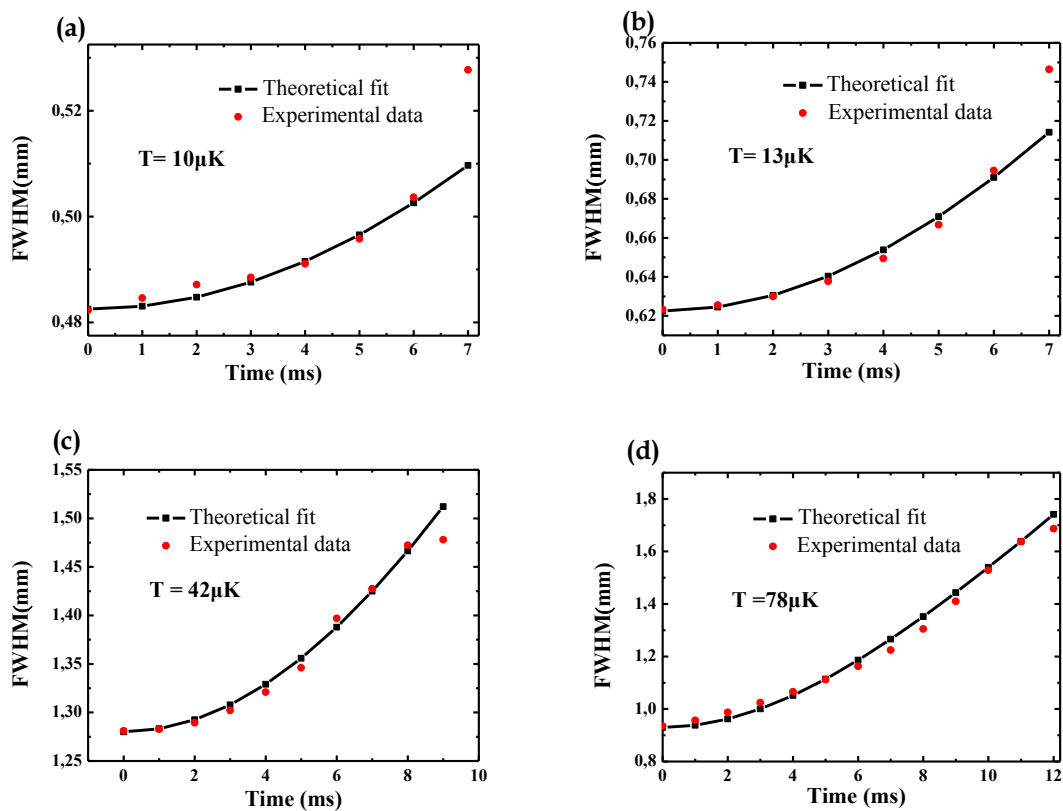 (a)
FWHM(mm)
0,52
0,50
0,48
Theoretical fit
Experimental data
T= 10μK
0 1 2 3 4 5 6 7
Time (ms)
(b)
FWHM(mm)
0,76
0,74
0,72
0,70
0,68
0,66
0,64
0,62
Theoretical fit
Experimental data
T= 13μK
0 1 2 3 4 5 6 7
Time (ms)
(c)
FWHM(mm)
1,55
1,50
1,45
1,40
1,35
1,30
1,25
Theoretical fit
Experimental data
T = 42μK
0 2 4 6 8 10
Time (ms)
(d)
FWHM(mm)
1,8
1,6
1,4
1,2
1,0
0,8
Theoretical fit
Experimental data
T =78μK
0 2 4 6 8 10 12
Time (ms)